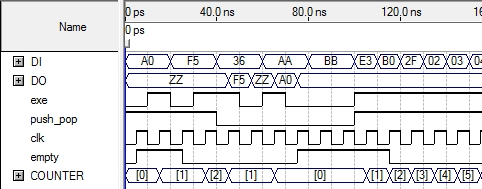 Name
0 ps 40.0 ns 80.0 ns 120.0 ns
0 ps
DI A0 F5 36 AA BB E3 B0 2F 02 03
DO ZZ F5 ZZ A0
exe
push_pop
clk
empty
COUNTER [0] [1] [2] [1] [0] [1] [2] [3] [4] [5]